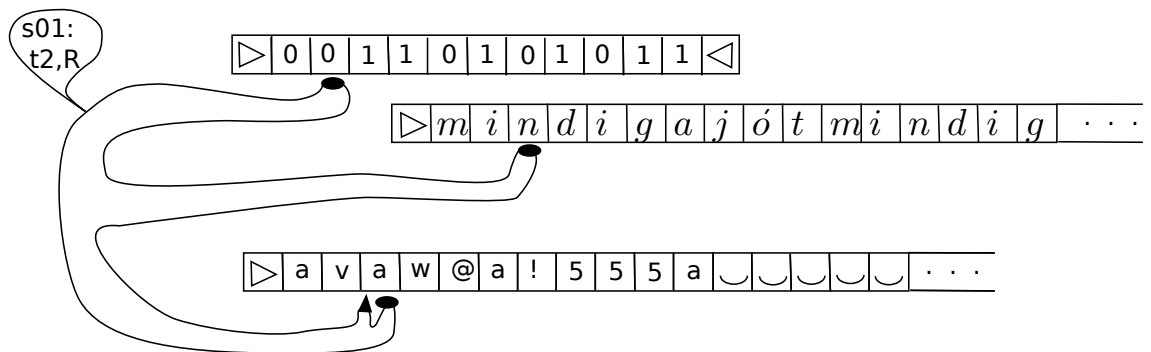 s01:
t2,R
▷ 0 0 1 1 0 1 0 1 0 1 1 ◁
▷ m i n d i g a j ó t m i n d i g . . .
▷ a v a w @ a ! 5 5 5 a ‿ ‿ ‿ ‿ ‿ . . .